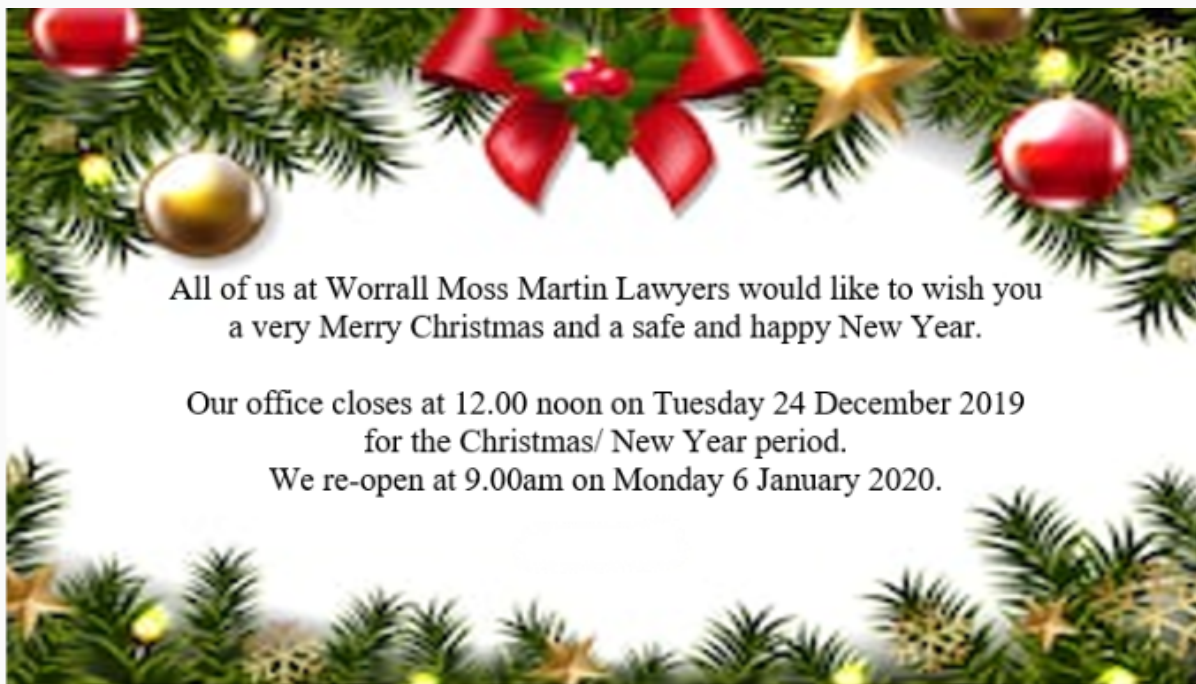 All of us at Worrall Moss Martin Lawyers would like to wish you
a very Merry Christmas and a safe and happy New Year.
Our office closes at 12.00 noon on Tuesday 24 December 2019
for the Christmas/ New Year period.
We re-open at 9.00am on Monday 6 January 2020.